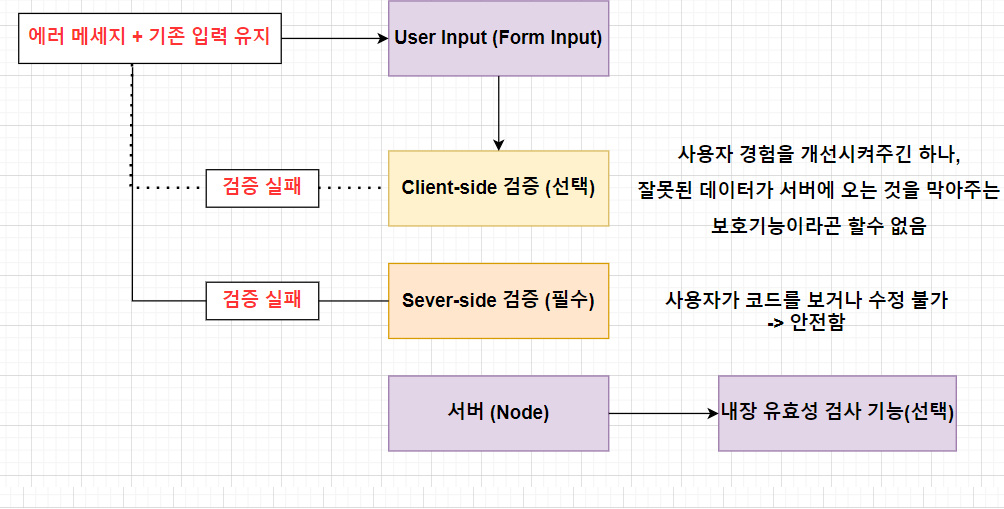 에러 메세지 + 기존 입력 유지
User Input (Form Input)
검증 실패
Client-side 검증 (선택)
사용자 경험을 개선시켜주긴 하나,
잘못된 데이터가 서버에 오는 것을 막아주는
보호기능이라곤 할수 없음
검증 실패
Sever-side 검증 (필수)
사용자가 코드를 보거나 수정 불가
-> 안전함
서버 (Node)
내장 유효성 검사 기능(선택)